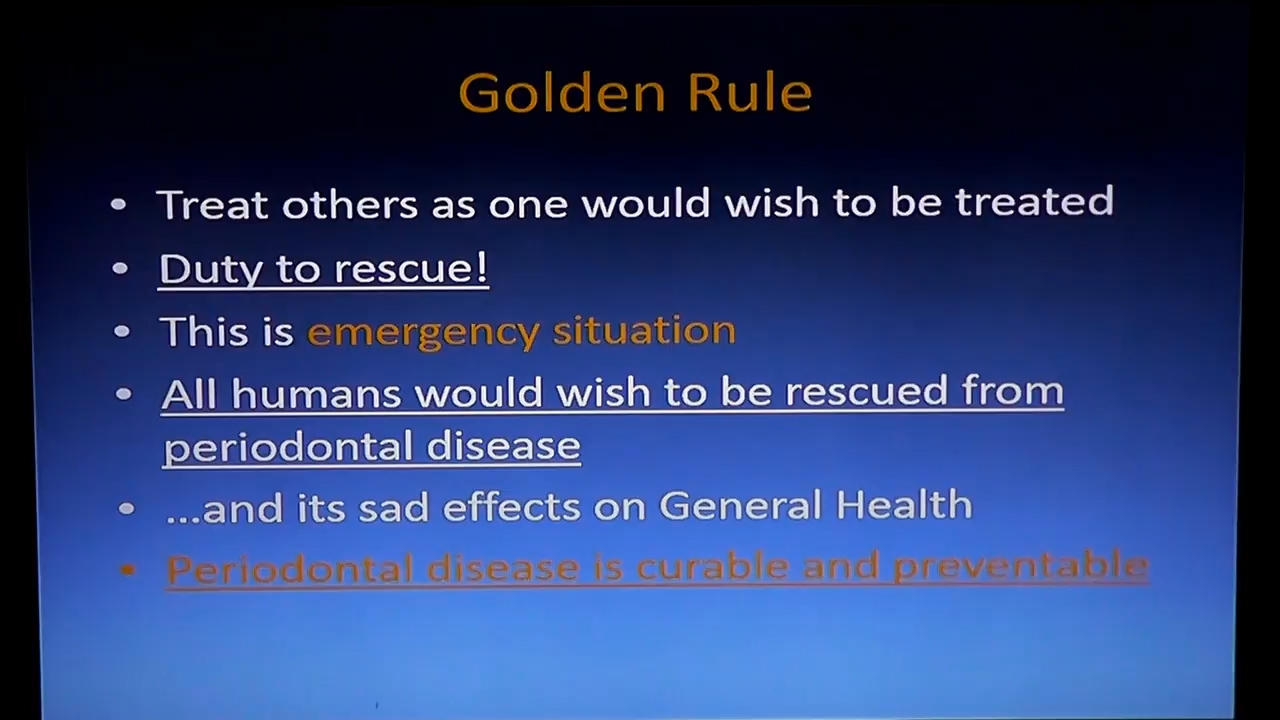 Golden Rule
• Treat others as one would wish to be treated
• Duty to rescue!
• This is emergency situation
• All humans would wish to be rescued from
periodontal disease
• ...and its sad effects on General Health
• Periodontal disease is curable and preventable